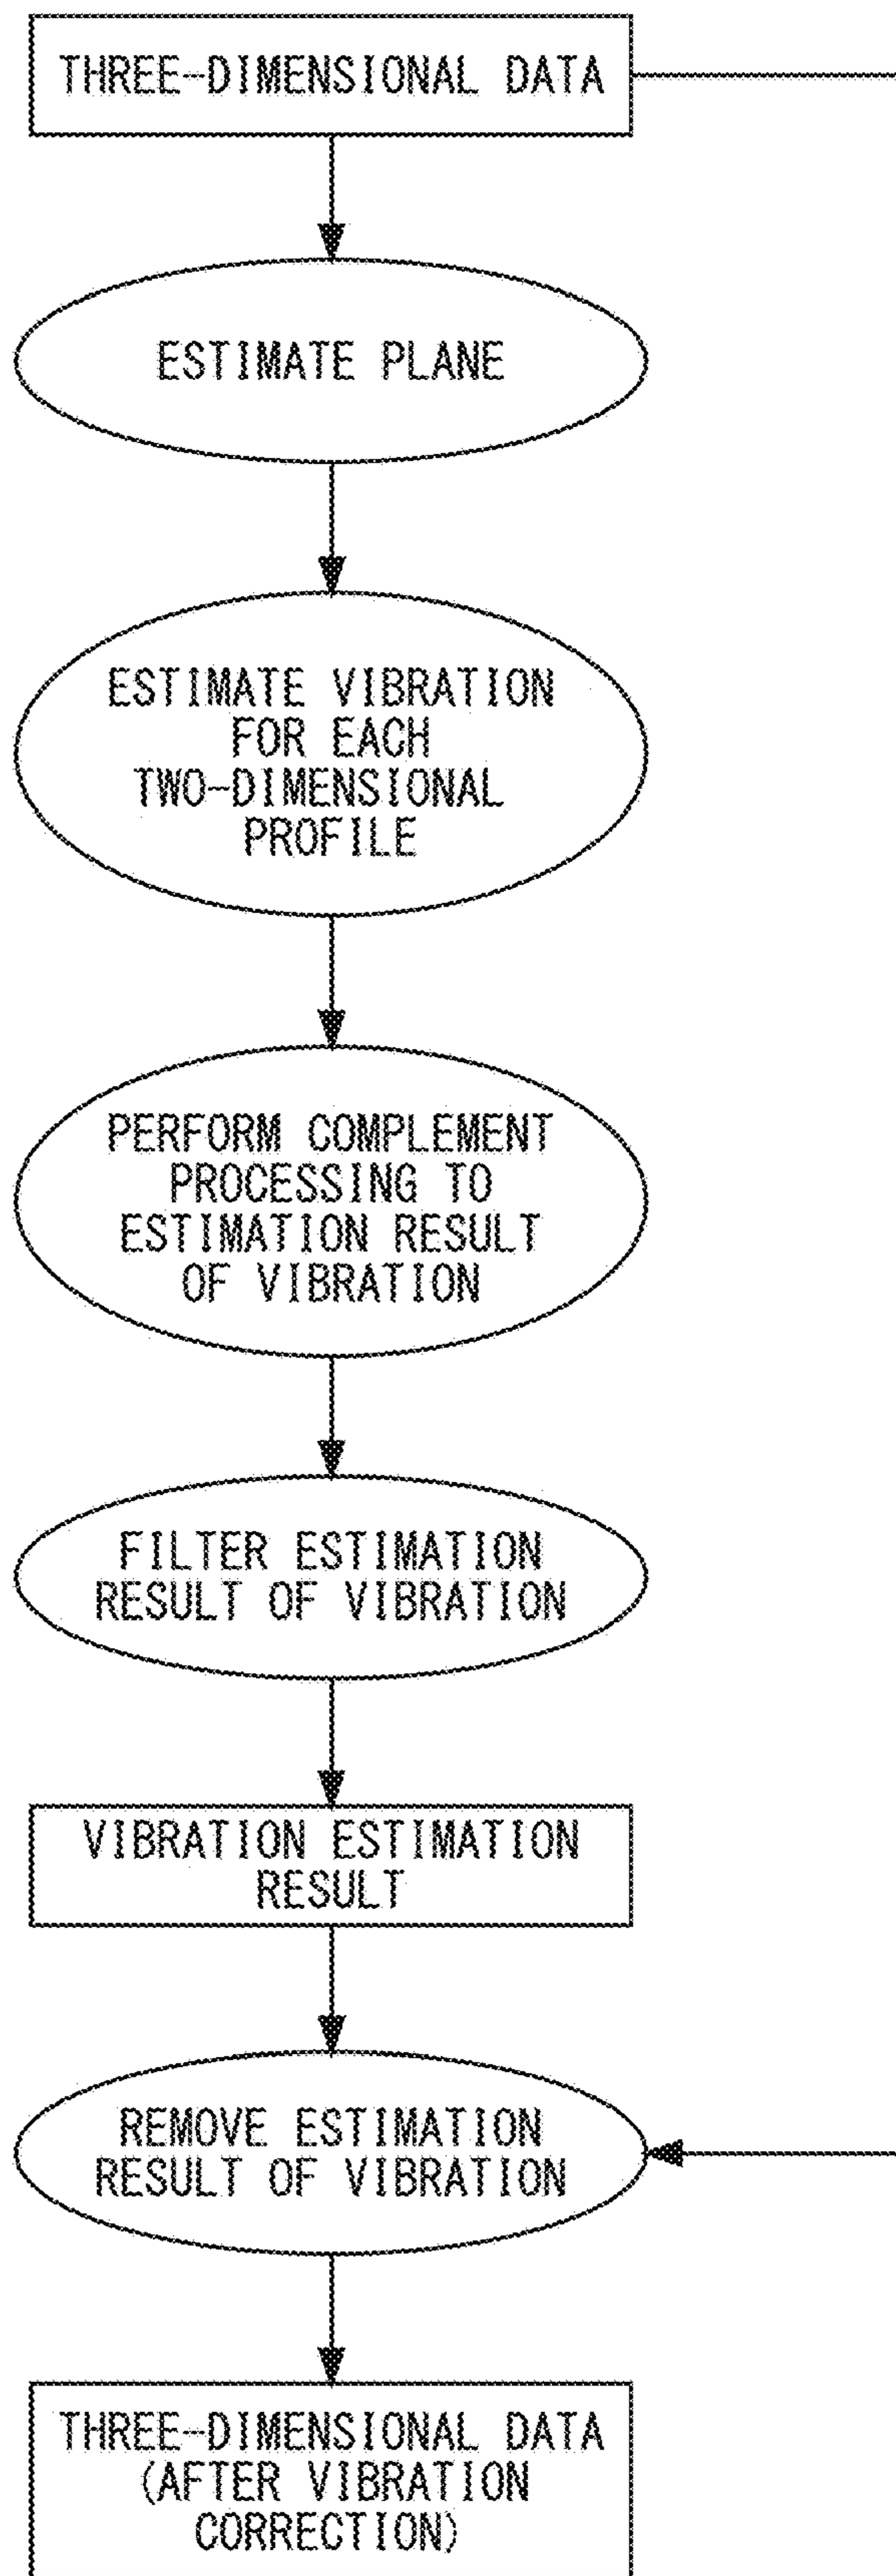 THREE-DIMENSIONAL DATA
ESTIMATE PLANE
ESTIMATE VIBRATION
FOR EACH
TWO-DIMENSIONAL
PROFILE
PERFORM COMPLEMENT
PROCESSING TO
ESTIMATION RESULT
OF VIBRATION
FILTER ESTIMATION
RESULT OF VIBRATION
VIBRATION ESTIMATION
RESULT
REMOVE ESTIMATION
RESULT OF VIBRATION
THREE-DIMENSIONAL DATA
(AFTER VIBRATION
CORRECTION)